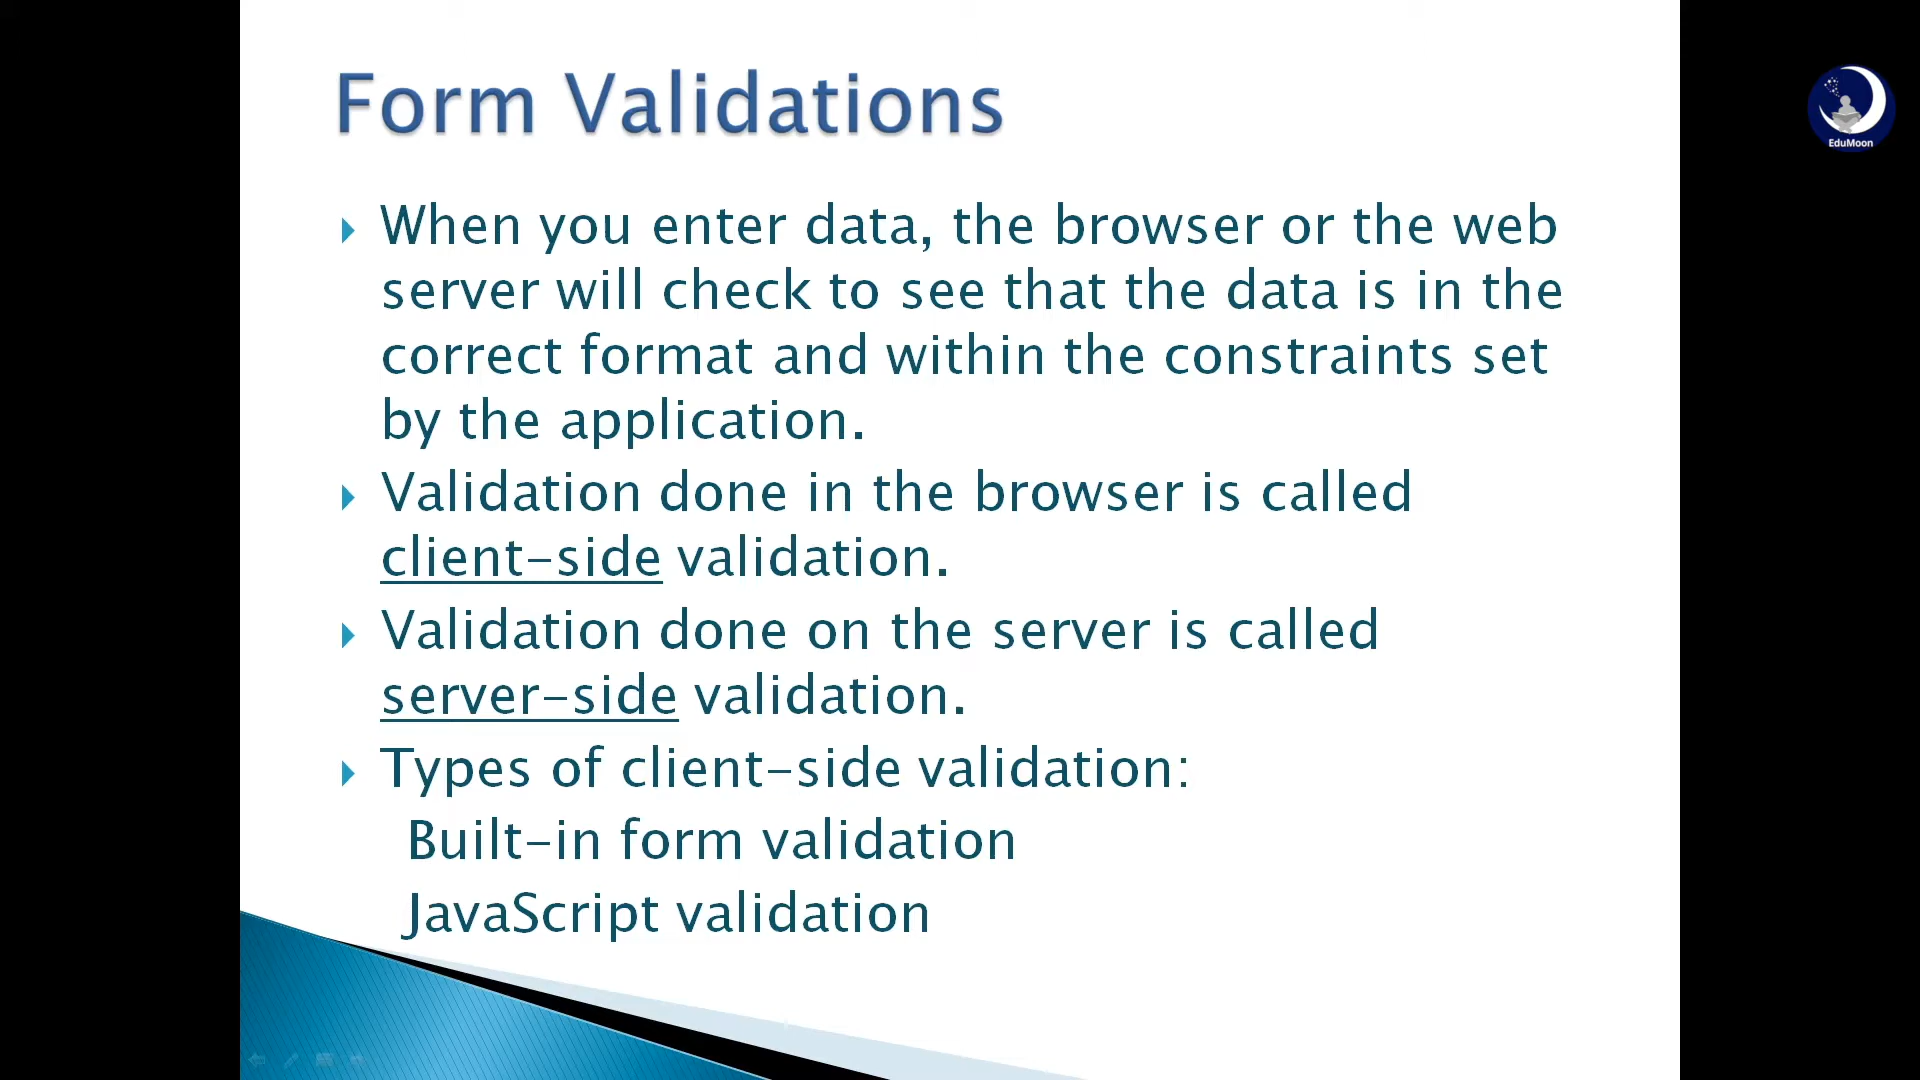 Form Validations
EduMoon
When you enter data, the browser or the web
server will check to see that the data is in the
correct format and within the constraints set
by the application.
Validation done in the browser is called
client-side validation.
Validation done on the server is called
server-side validation.
Types of client-side validation:
Built-in form validation
JavaScript validation